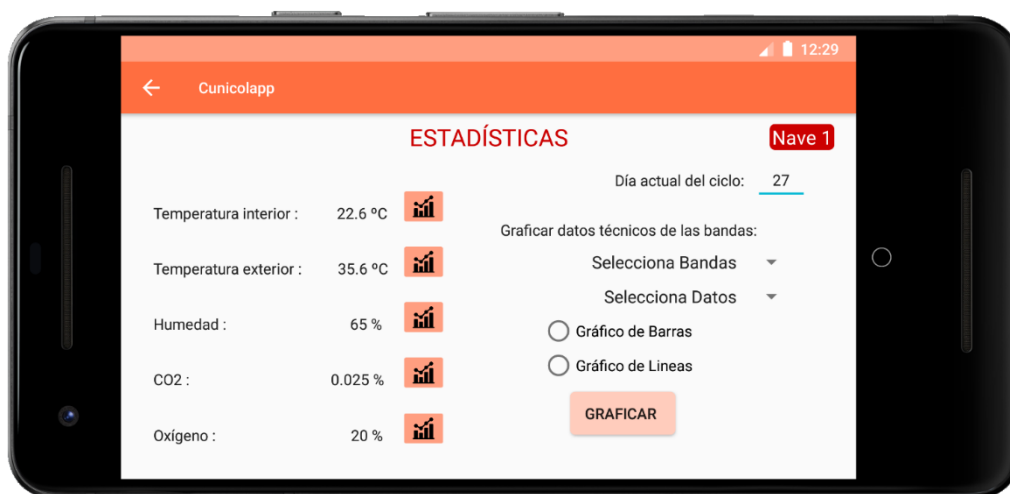 12:29
Cunicolapp
ESTADÍSTICAS
Nave 1
Día actual del ciclo: 27
Temperatura interior : 22.6 ºC
Temperatura exterior : 35.6 ºC
Humedad : 65 %
CO2 : 0.025 %
Oxígeno : 20 %
Graficar datos técnicos de las bandas:
Selecciona Bandas
Selecciona Datos
Gráfico de Barras
Gráfico de Lineas
GRAFICAR